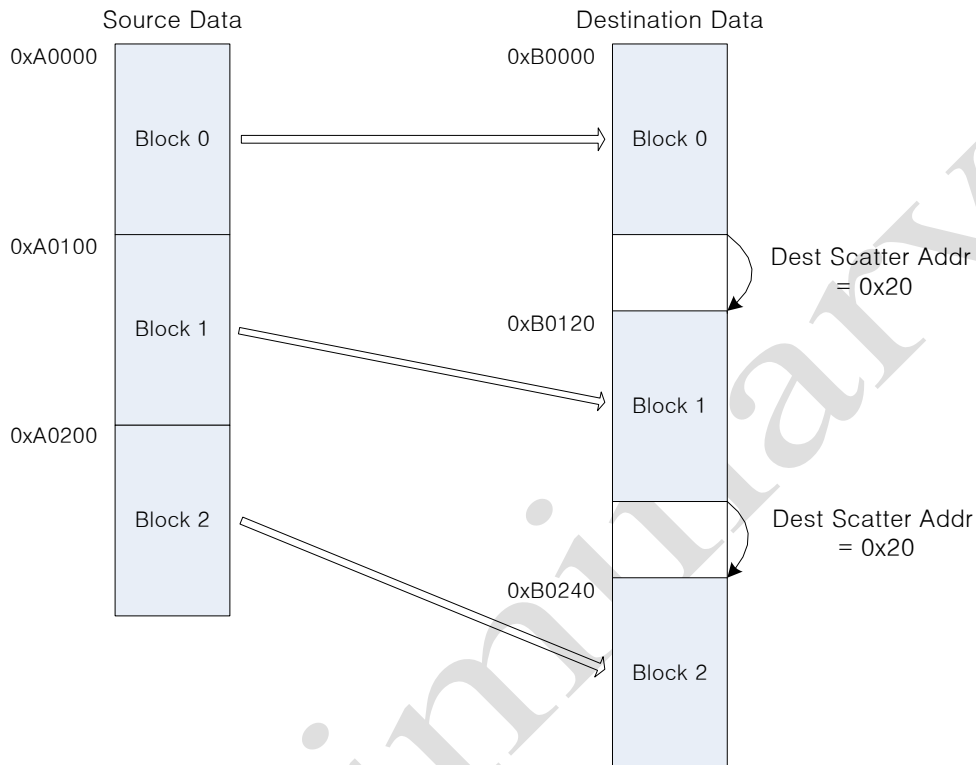 Source Data
Destination Data
0xA0000
0xB0000
Block 0
Block 0
0xA0100
Dest Scatter Addr
= 0x20
Block 1
0xB0120
Block 1
0xA0200
Block 2
Dest Scatter Addr
= 0x20
0xB0240
Block 2